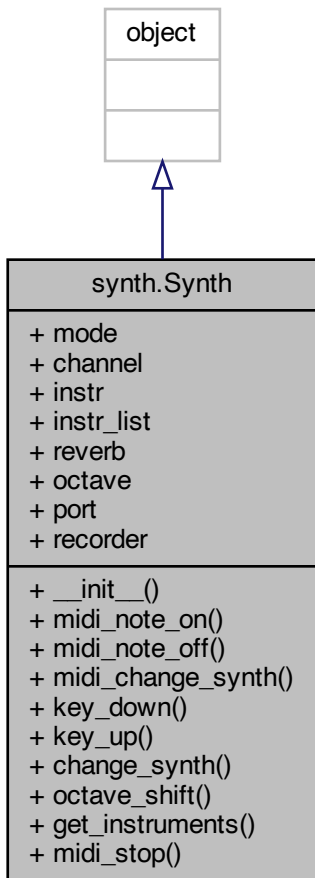 object
synth.Synth
+ mode
+ channel
+ instr
+ instr_list
+ reverb
+ octave
+ port
+ recorder
+ __init__()
+ midi_note_on()
+ midi_note_off()
+ midi_change_synth()
+ key_down()
+ key_up()
+ change_synth()
+ octave_shift()
+ get_instruments()
+ midi_stop()